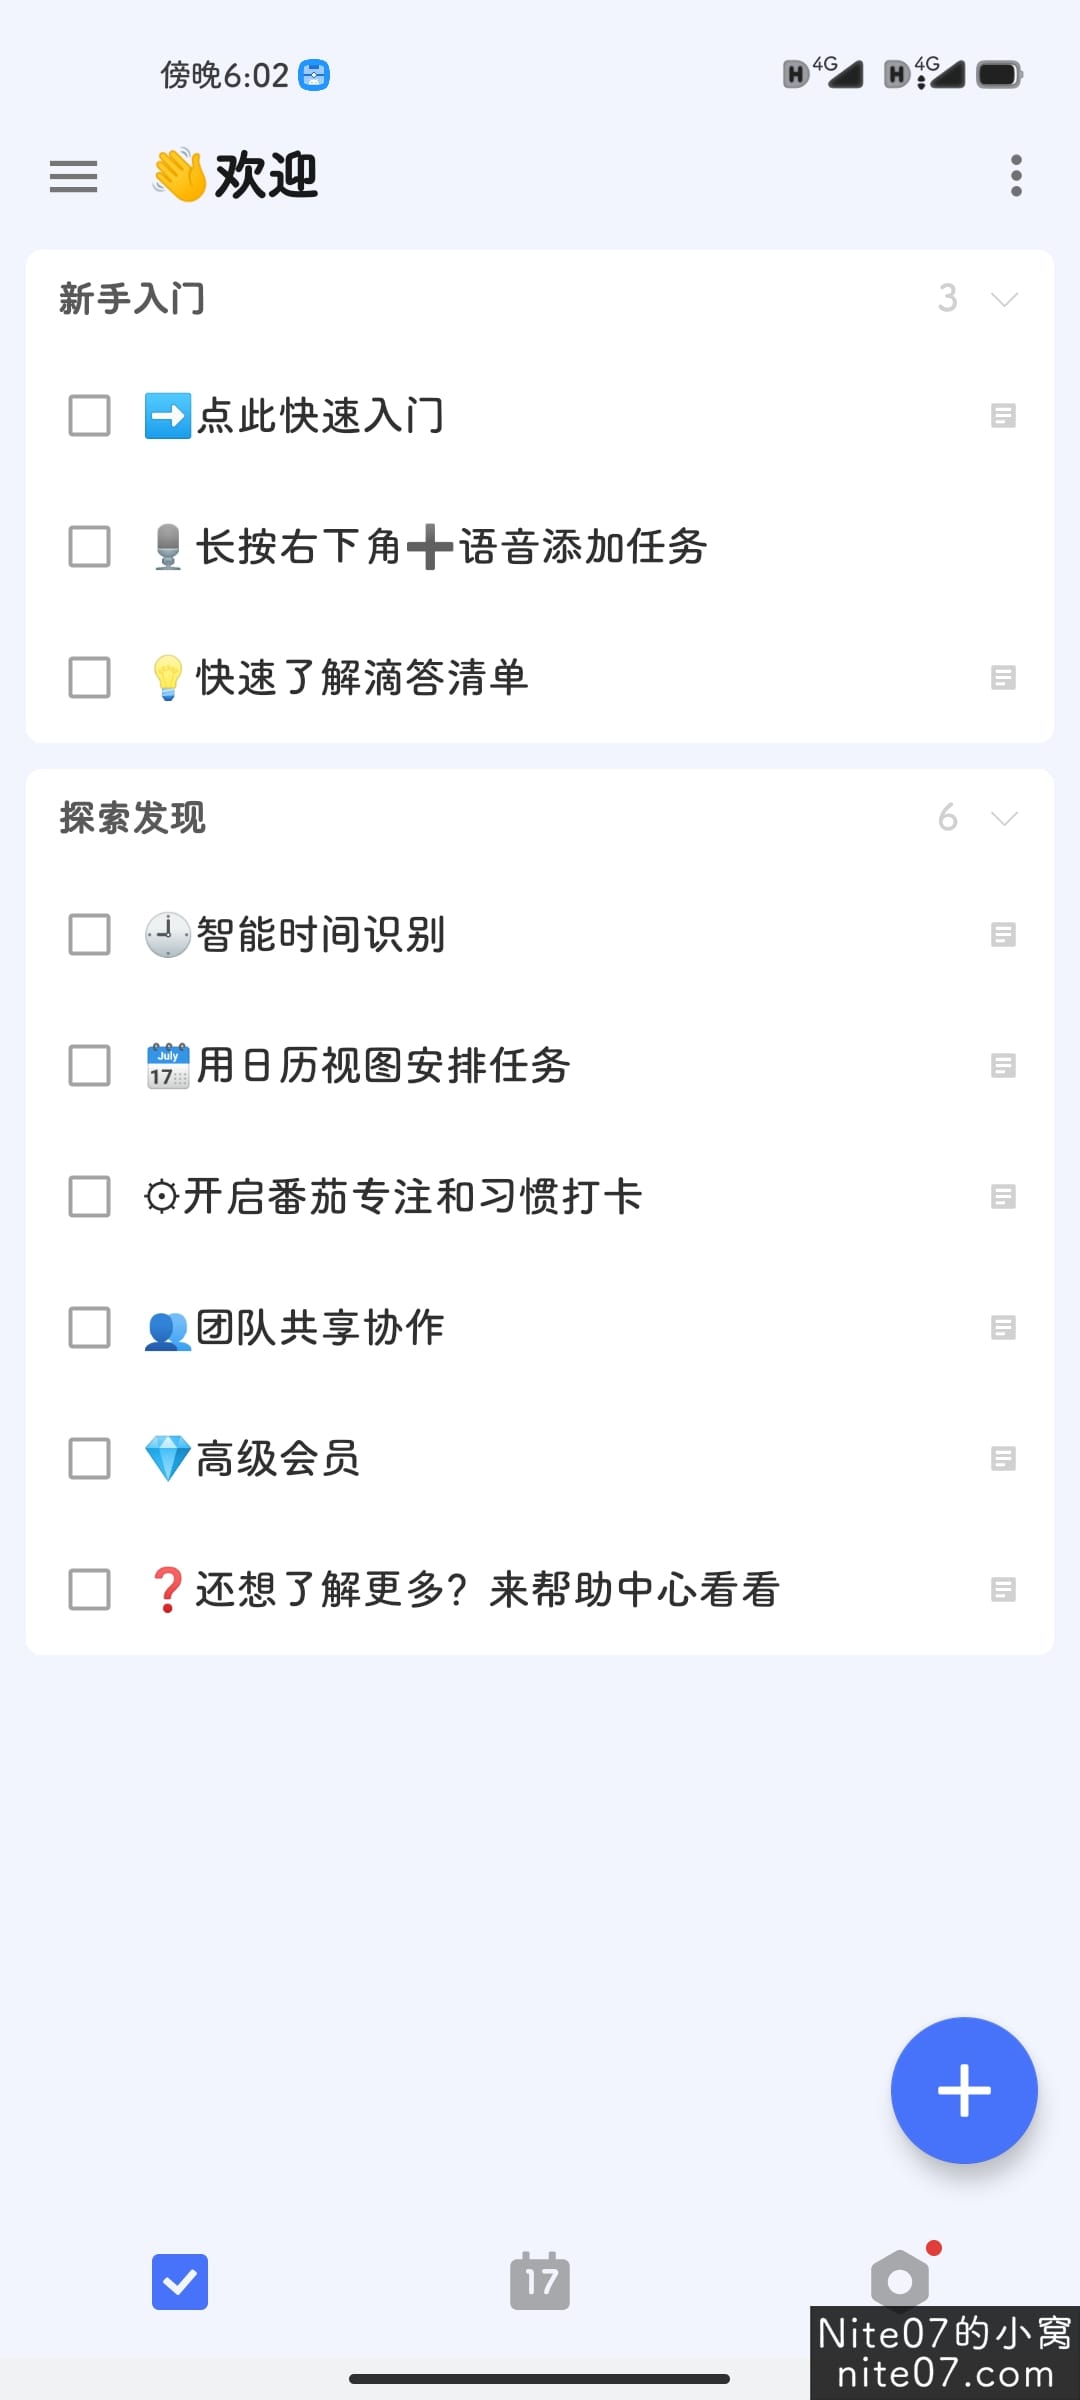 傍晚6:02
4G 4G
👋欢迎
新手入门 3
➡️点此快速入门
🎙️长按右下角➕语音添加任务
💡快速了解滴答清单
探索发现 6
🕘智能时间识别
July 17
用日历视图安排任务
⚙开启番茄专注和习惯打卡
👥团队共享协作
💎高级会员
❓还想了解更多？来帮助中心看看
17
Nite07的小窝
nite07.com